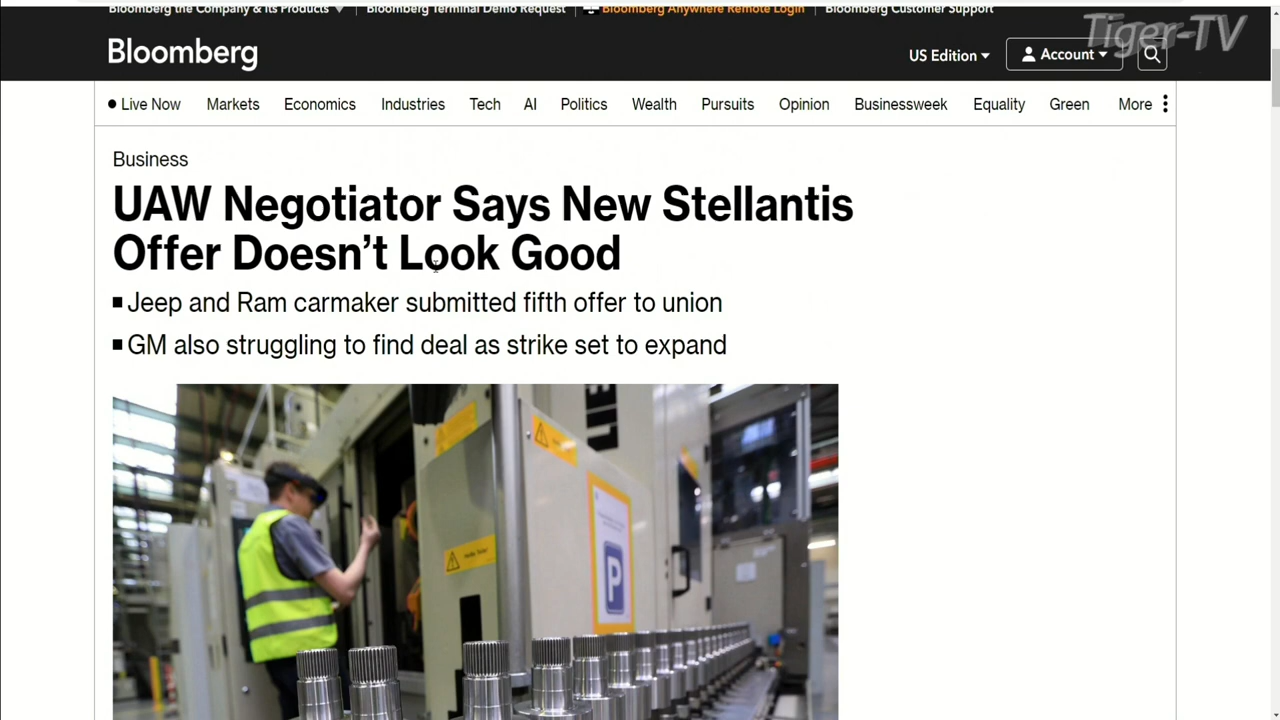 Bloomberg the Company & Its Products
Bloomberg Terminal Demo Request
Bloomberg Anywhere Remote Login
Bloomberg Customer Support
Tiger-TV
Bloomberg
US Edition
Account
Live Now
Markets
Economics
Industries
Tech
AI
Politics
Wealth
Pursuits
Opinion
Businessweek
Equality
Green
More
Business
UAW Negotiator Says New Stellantis
Offer Doesn't Look Good
Jeep and Ram carmaker submitted fifth offer to union
GM also struggling to find deal as strike set to expand
LIE
P